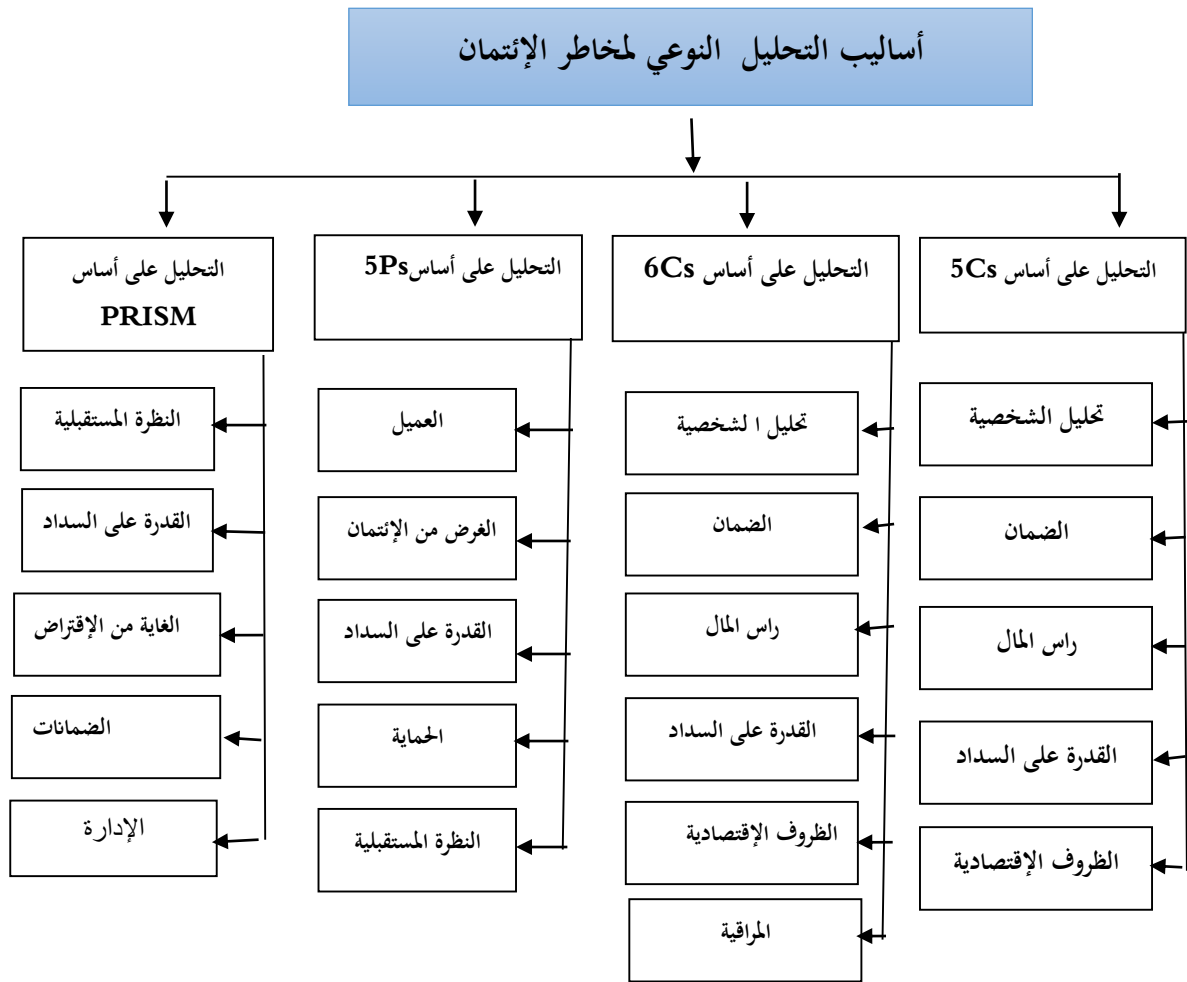 أساليب التحليل النوعي لمخاطر الإئتمان
التحليل على أساس 5Cs
تحليل الشخصية
الضمان
راس المال
القدرة على السداد
الظروف الإقتصادية
التحليل على أساس 6Cs
تحليل ا لشخصية
الضمان
راس المال
القدرة على السداد
الظروف الإقتصادية
المراقبة
التحليل على أساس5Ps
العميل
الغرض من الإئتمان
القدرة على السداد
الحماية
النظرة المستقبلية
التحليل على أساس
PRISM
النظرة المستقبلية
القدرة على السداد
الغاية من الإقتراض
الضمانات
الإدارة